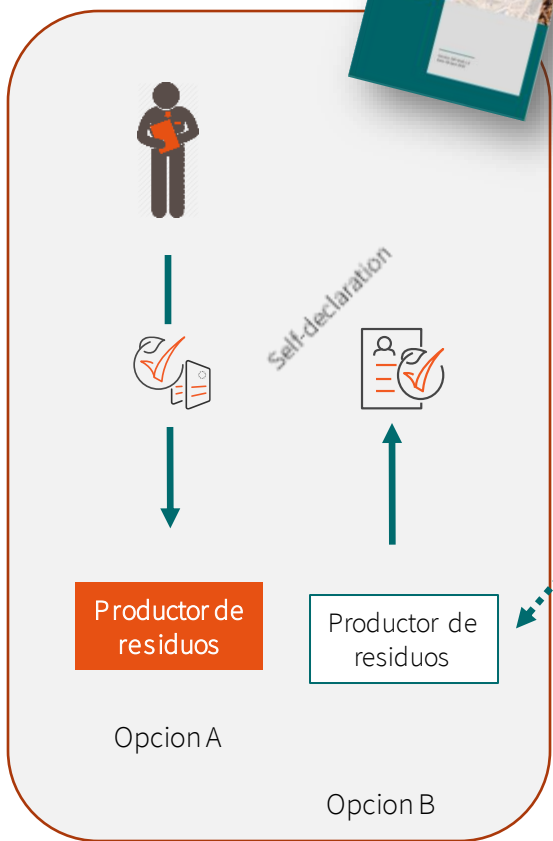 Self-declaration
Productor de
residuos
Productor de
residuos
Opcion A
Opcion B